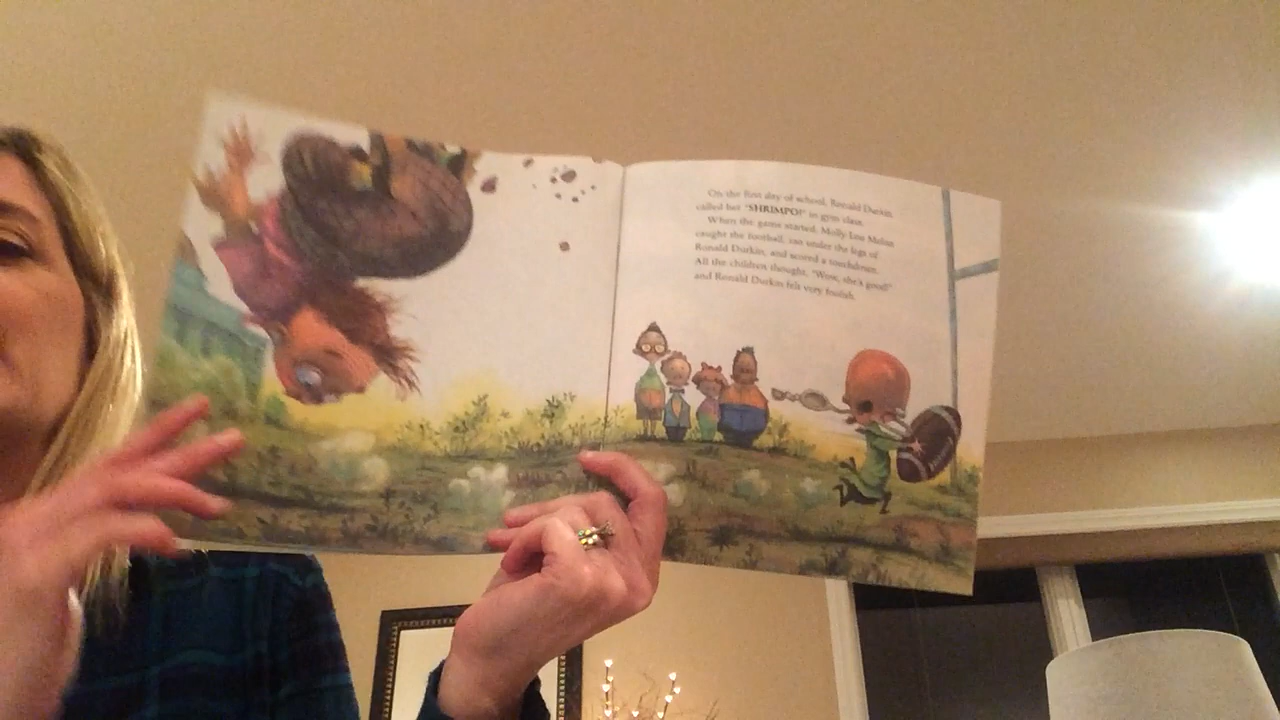 On the first day of school, Ronald Durkin
called her "SHRIMPO!" in gym class.
When the game started, Molly Lou Melon
caught the football, ran under the legs of
Ronald Durkin, and scored a touchdown.
All the children thought, "Wow, she's good!"
and Ronald Durkin felt very foolish.